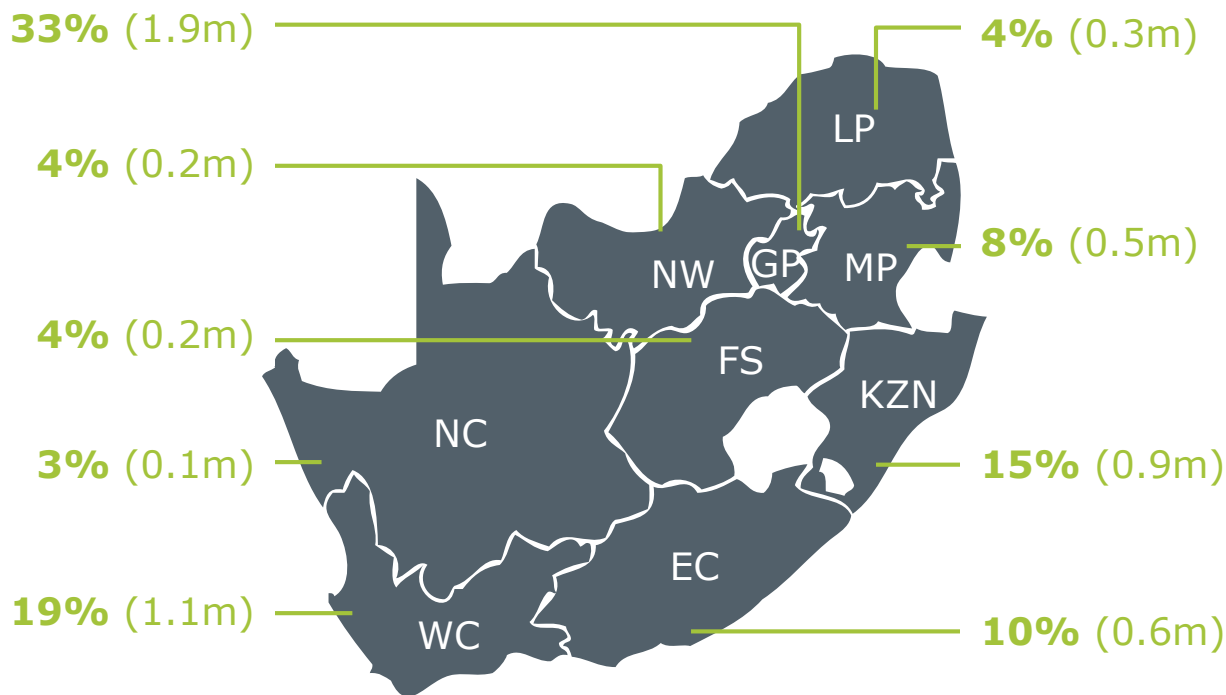 33% (1.9m)
4% (0.3m)
LP
4% (0.2m)
8% (0.5m)
NW
GP
MP
4% (0.2m)
FS
KZN
NC
3% (0.1m)
15% (0.9m)
EC
19% (1.1m)
WC
10% (0.6m)